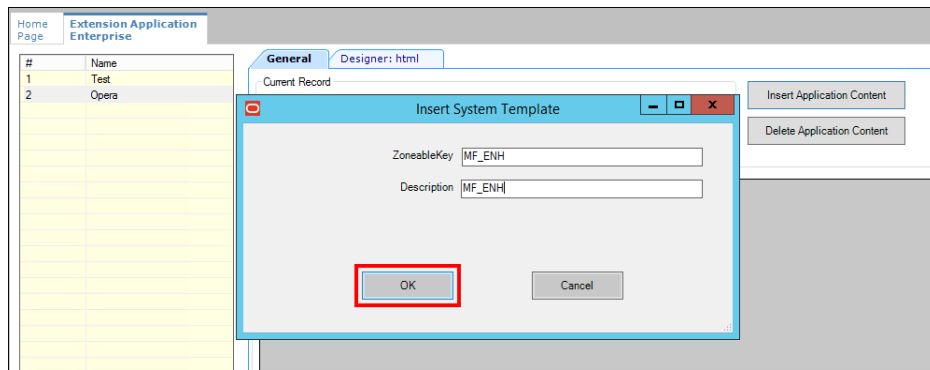 Home Page
Extension Application Enterprise
# Name
1 Test
2 Opera
General
Designer: html
Current Record
Insert Application Content
Delete Application Content
Insert System Template
ZoneableKey MF_ENH
Description MF_ENH
OK
Cancel